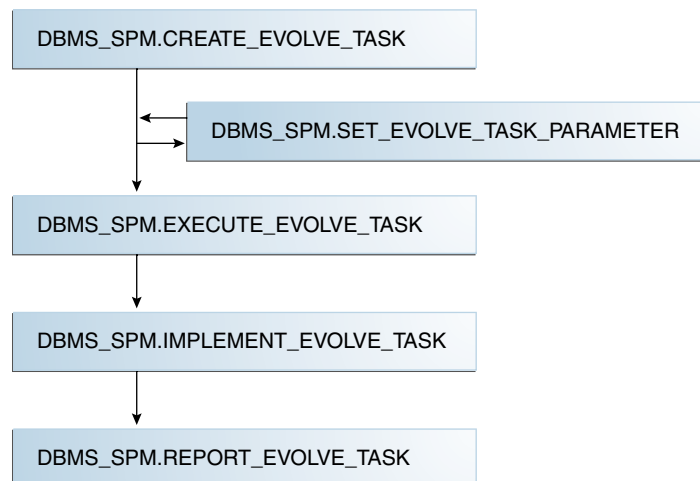 DBMS_SPM.CREATE_EVOLVE_TASK
DBMS_SPM.SET_EVOLVE_TASK_PARAMETER
DBMS_SPM.EXECUTE_EVOLVE_TASK
DBMS_SPM.IMPLEMENT_EVOLVE_TASK
DBMS_SPM.REPORT_EVOLVE_TASK